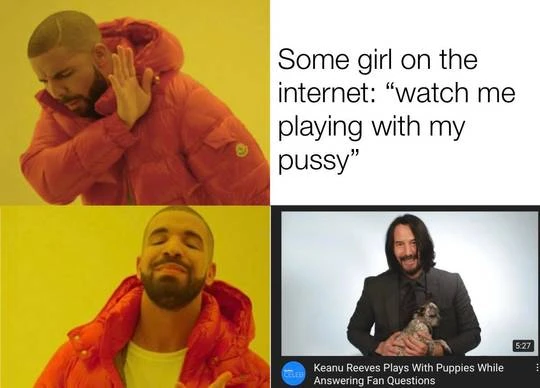 Some girl on the
internet: “watch me
playing with my
pussy”
5:27
CELEB
Keanu Reeves Plays With Puppies While
Answering Fan Questions